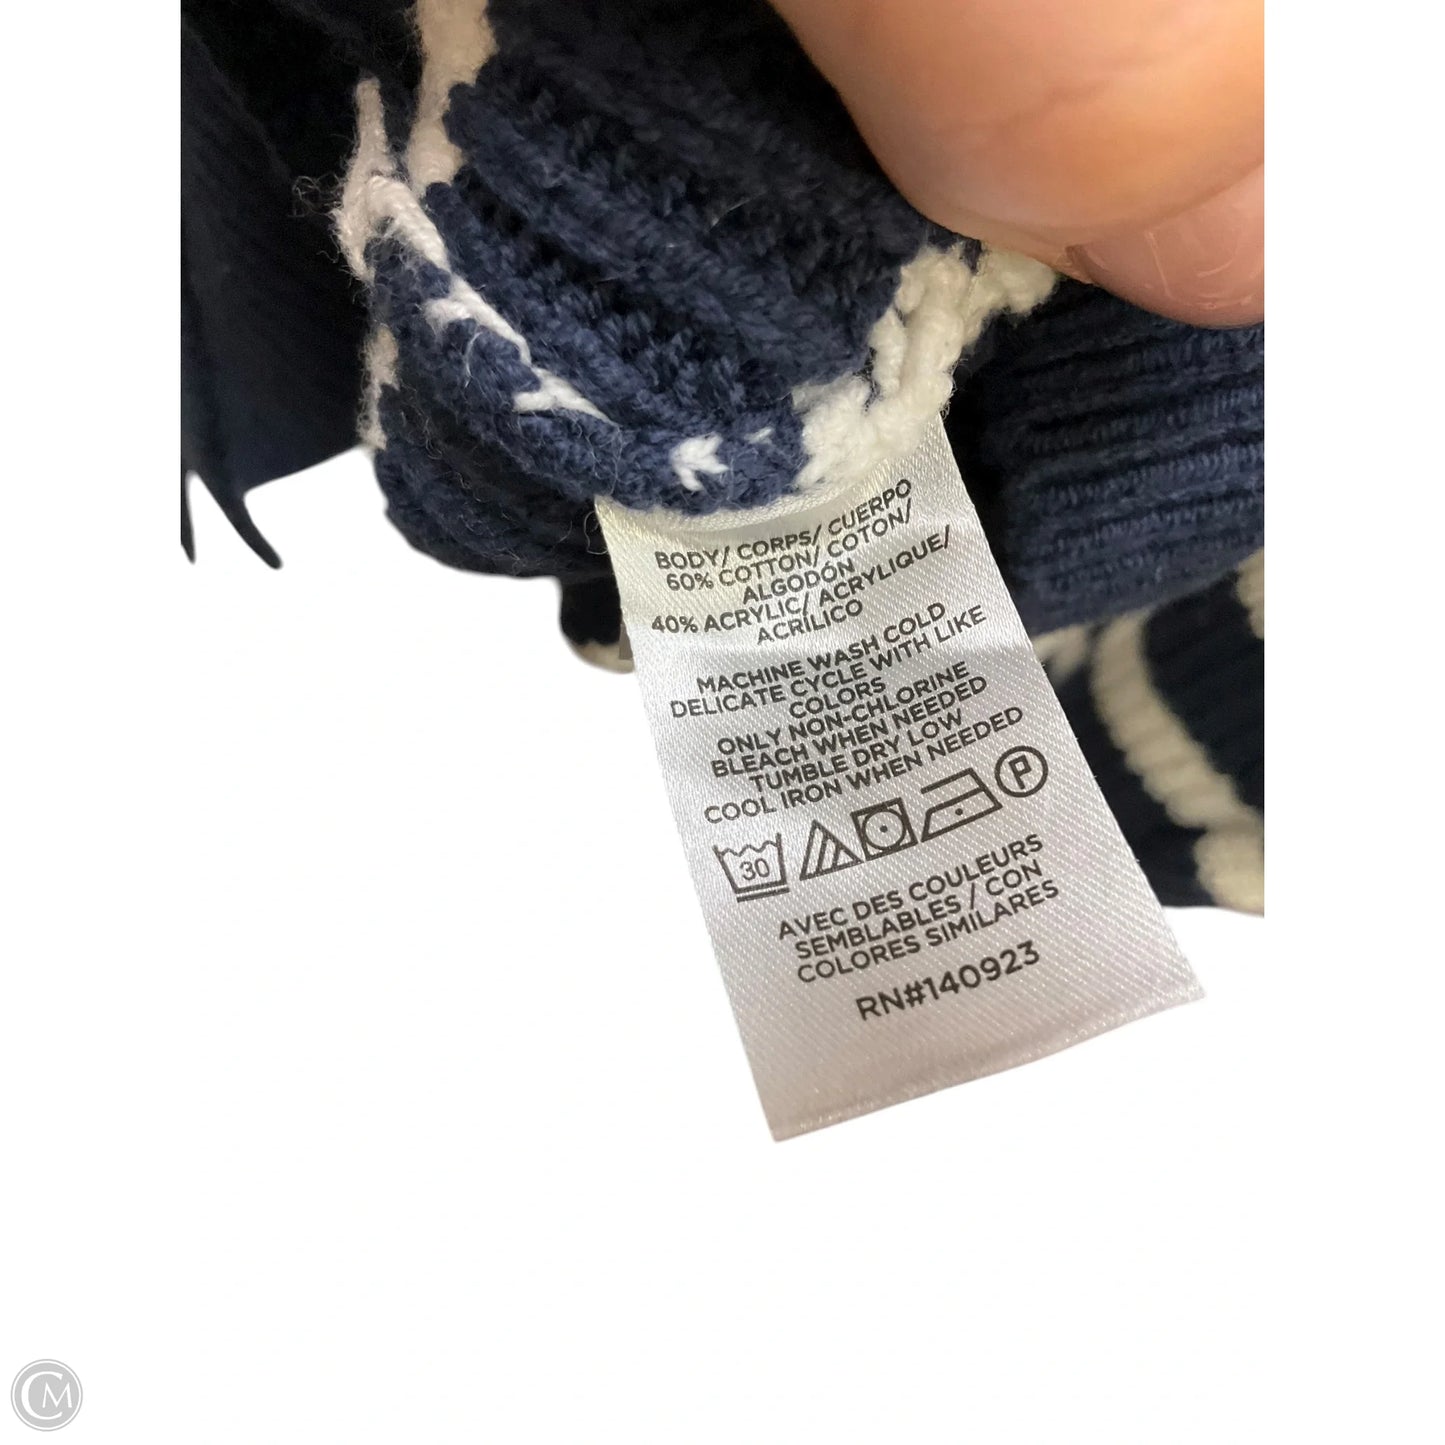 BODY/ CORPS/ CUERPO
60% COTTON/ COTON/
ALGODÓN
40% ACRYLIC/ ACRYLIQUE/
ACRÍLICO
MACHINE WASH COLD
DELICATE CYCLE WITH LIKE
COLORS
ONLY NON-CHLORINE
BLEACH WHEN NEEDED
TUMBLE DRY LOW
COOL IRON WHEN NEEDED
30 P
AVEC DES COULEURS
SEMBLABLES / CON
COLORES SIMILARES
RN#140923
CM